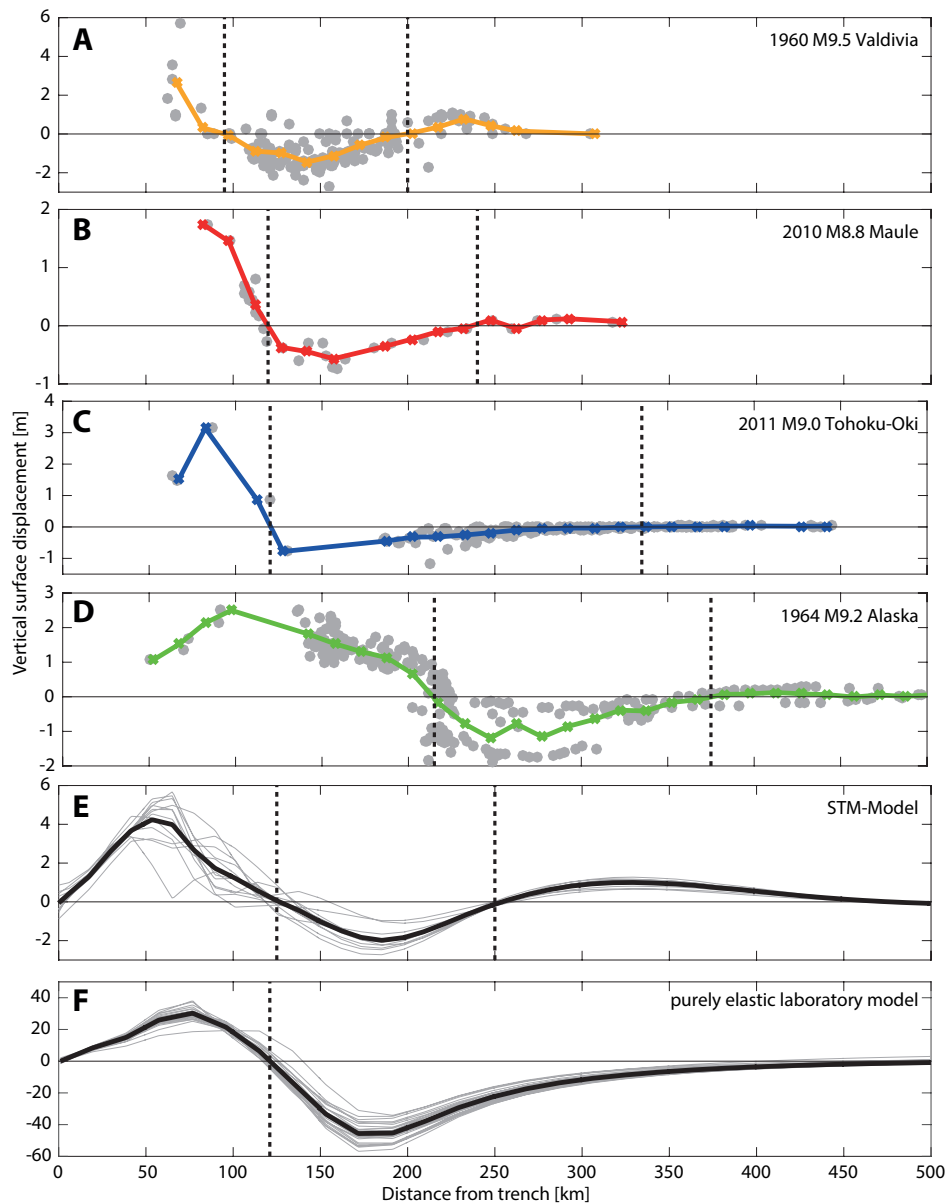 6
4
2
0
-2
A
1960 M9.5 Valdivia
2
1
0
-1
B
2010 M8.8 Maule
4
3
2
1
0
-1
C
2011 M9.0 Tohoku-Oki
3
2
1
0
-1
D
D
1964 M9.2 Alaska
6
4
2
0
-2
E
STM-Model
40
20
0
-20
-40
-60
F
purely elastic laboratory model
0 50 100 150 200 250 300 350 400 450 500
Distance from trench [km]
Vertical surface displacement [m]